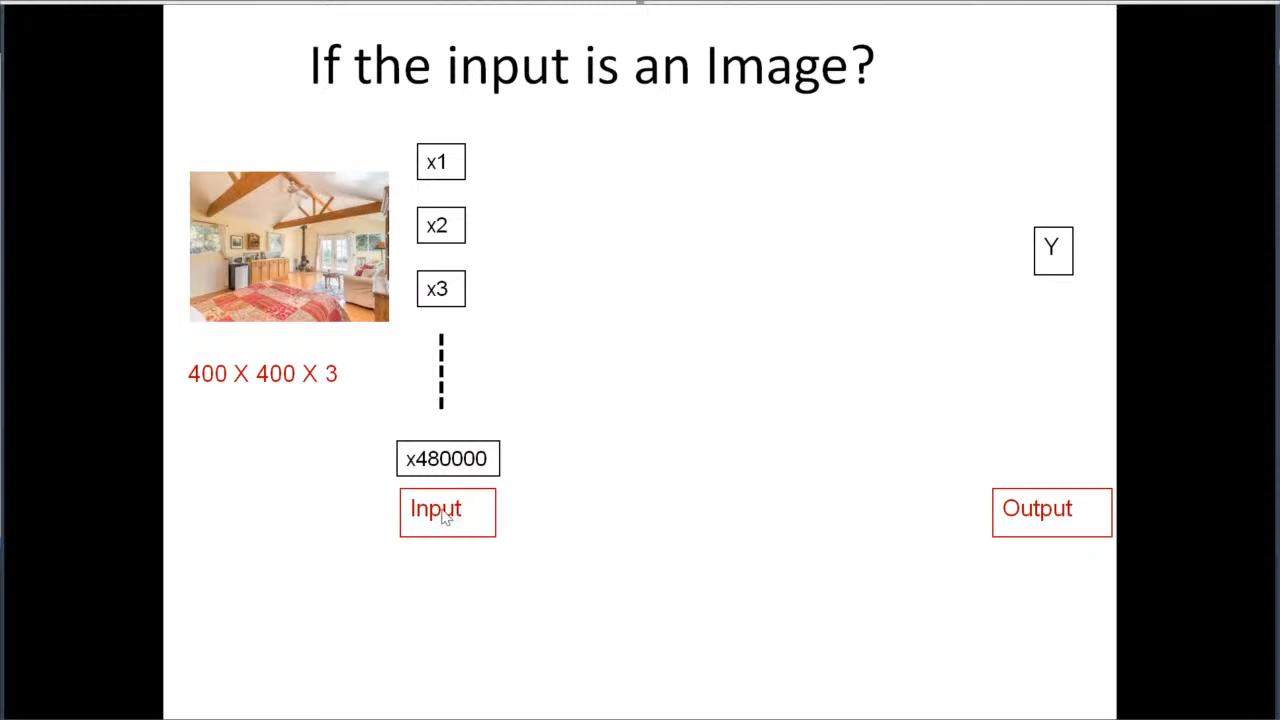 If the input is an Image?
x1
x2
x3
400 X 400 X 3
x480000
Input
Y
Output